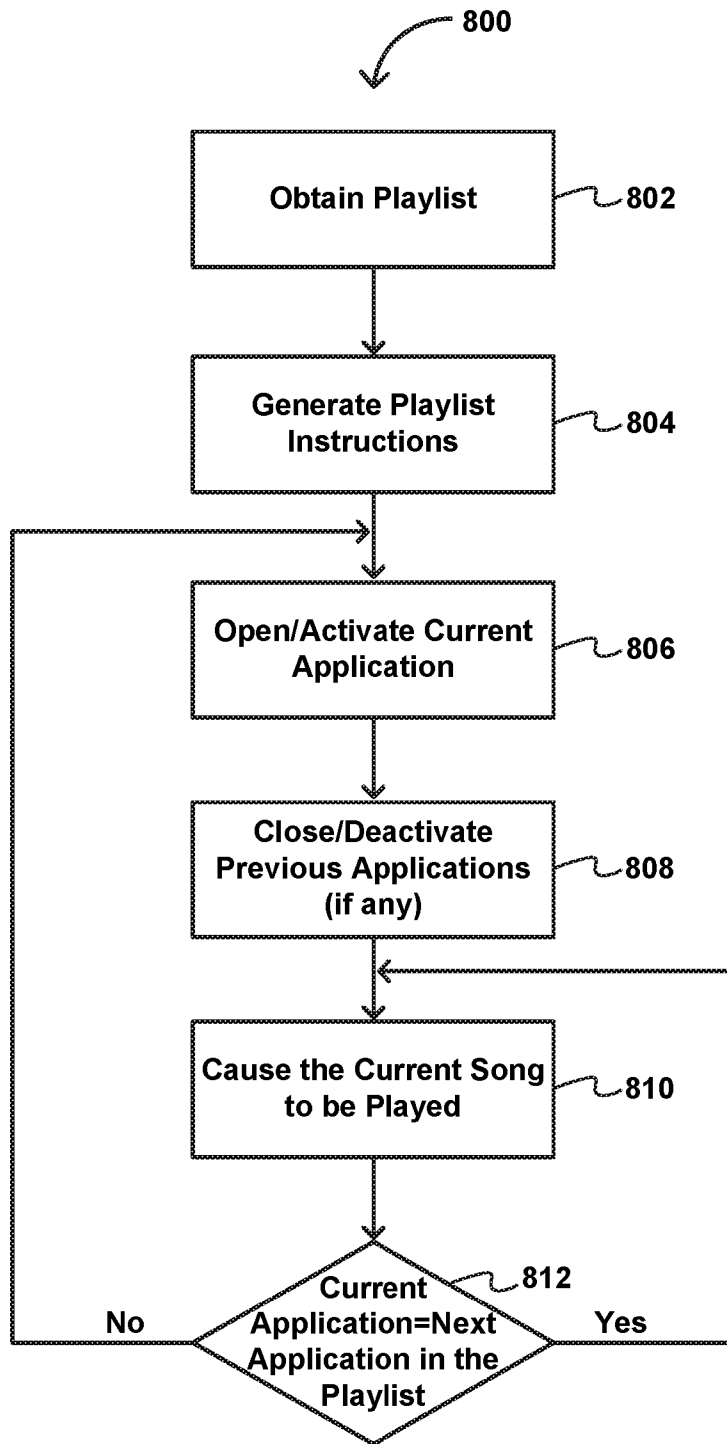 800
Obtain Playlist
802
Generate Playlist
Instructions
804
Open/Activate Current
Application
806
Close/Deactivate
Previous Applications
(if any)
808
Cause the Current Song
to be Played
810
812
Current
Application=Next
Application in the
Playlist
No
Yes